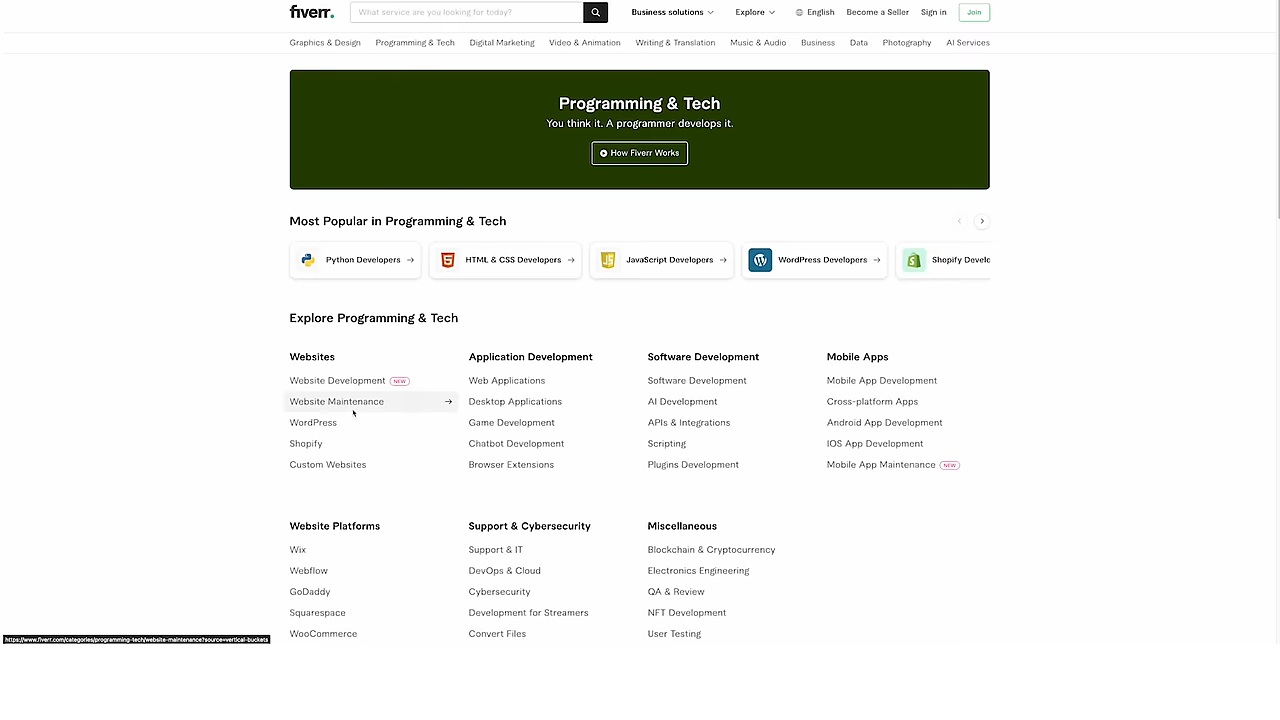 fiverr.
What service are you looking for today?
Business solutions
Explore
English
Become a Seller
Sign in
Join
Graphics & Design
Programming & Tech
Digital Marketing
Video & Animation
Writing & Translation
Music & Audio
Business
Data
Photography
AI Services
Programming & Tech
You think it. A programmer develops it.
How Fiverr Works
Most Popular in Programming & Tech
Python Developers
HTML & CSS Developers
JavaScript Developers
WordPress Developers
Shopify Develo
Explore Programming & Tech
Websites
Website Development NEW
Website Maintenance
WordPress
Shopify
Custom Websites
Application Development
Web Applications
Desktop Applications
Game Development
Chatbot Development
Browser Extensions
Software Development
Software Development
AI Development
APIs & Integrations
Scripting
Plugins Development
Mobile Apps
Mobile App Development
Cross-platform Apps
Android App Development
IOS App Development
Mobile App Maintenance NEW
Website Platforms
Wix
Webflow
GoDaddy
Squarespace
WooCommerce
Support & Cybersecurity
Support & IT
DevOps & Cloud
Cybersecurity
Development for Streamers
Convert Files
Miscellaneous
Blockchain & Cryptocurrency
Electronics Engineering
QA & Review
NFT Development
User Testing
https://www.fiverr.com/categories/programming-tech/website-maintenance?source=vertical-buckets